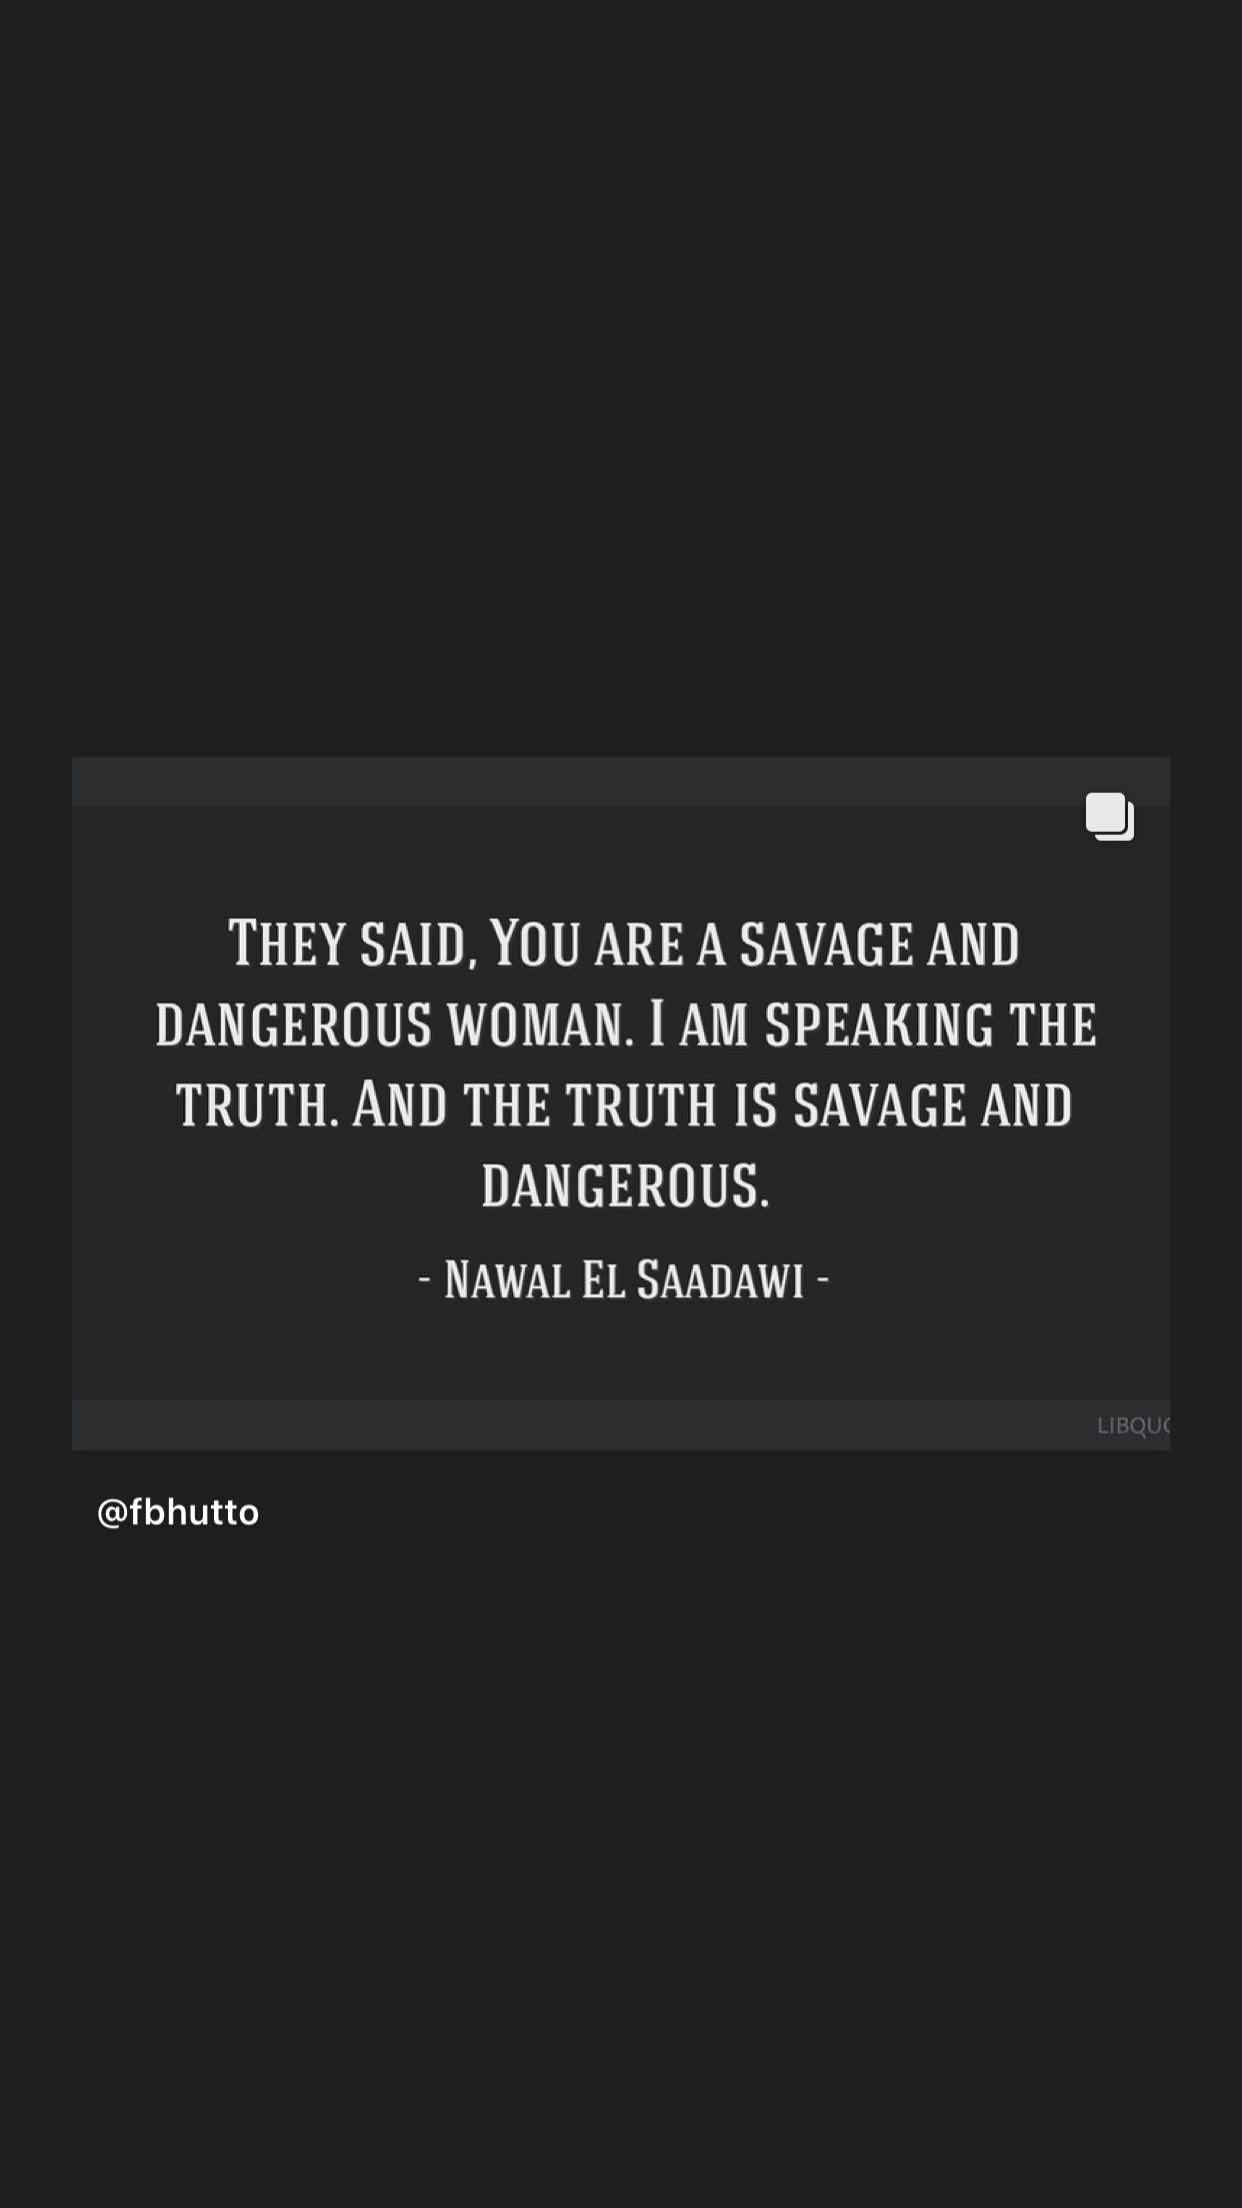 They said, You are a savage and
dangerous woman. I am speaking the
truth. And the truth is savage and
dangerous.
- Nawal El Saadawi -
@fbhutto